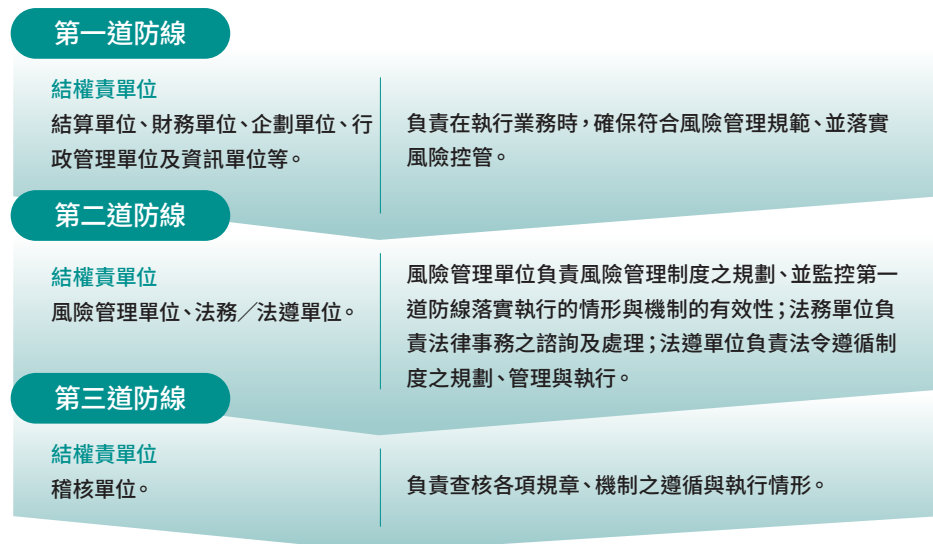 第一道防線
結權責單位
結算單位、財務單位、企劃單位、行
政管理單位及資訊單位等。
負責在執行業務時，確保符合風險管理規範、並落實
風險控管。
第二道防線
結權責單位
風險管理單位、法務／法遵單位。
風險管理單位負責風險管理制度之規劃、並監控第一
道防線落實執行的情形與機制的有效性；法務單位負
責法律事務之諮詢及處理；法遵單位負責法令遵循制
度之規劃、管理與執行。
第三道防線
結權責單位
稽核單位。
負責查核各項規章、機制之遵循與執行情形。